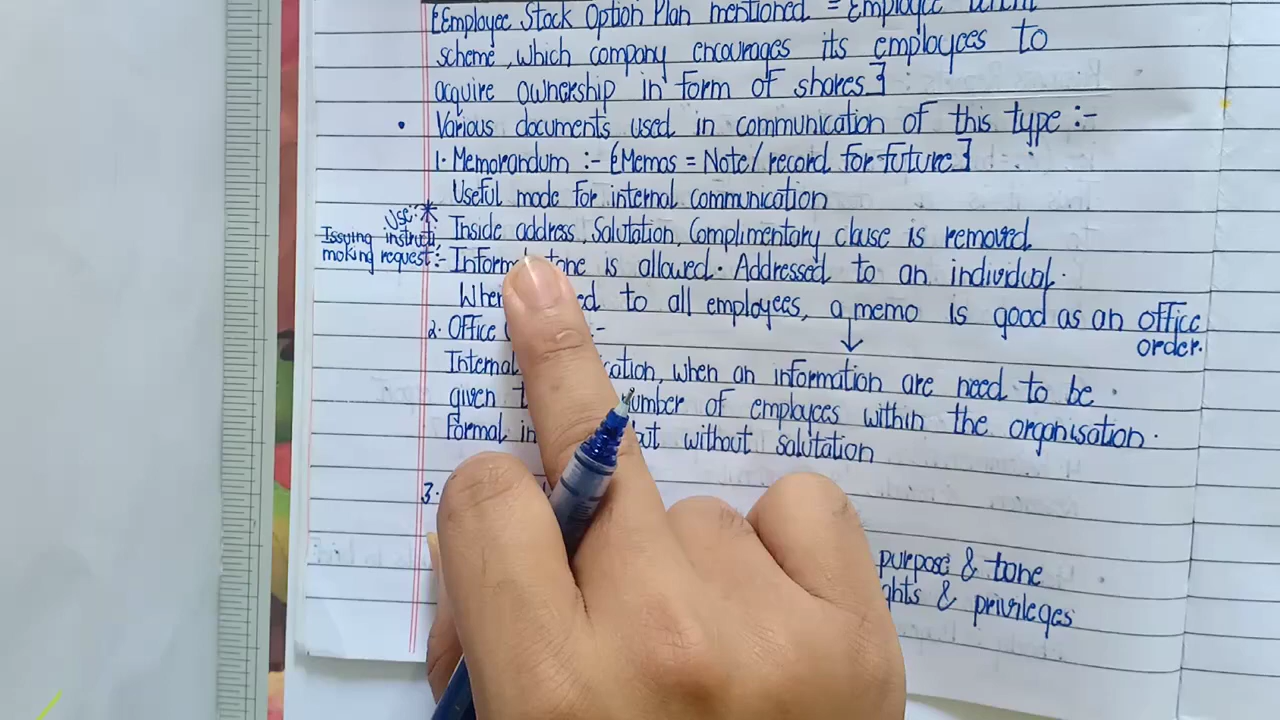 [Employee Stock Option Plan mentioned = Employee
scheme, which company encourages its employees to
acquire ownership in form of shares]
• Various documents used in communication of this type :-
1. Memorandum :- [Memos = Note/record for future]
Useful mode for internal communication
Use:- *
Inside address, Salutation, Complimentary clause is removed
Issuing instructi
making request:-
tone is allowed. Addressed to an individual.
to all employees, a memo is good as an office
order.
2. Office
Internal when an information are need to be
given number of employees within the organisation.
Formal without salutation
3.
purpose & tone
& privileges